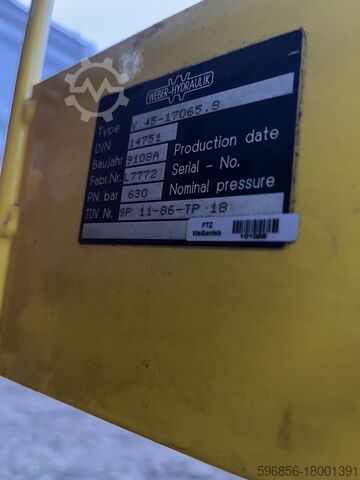 WEBER-HYDRAULIK
Type V 45-17065.8
DIN 14751
Baujahr 9108A Production date
Fabr.Nr. L7772 Serial - No.
PN bar 630 Nominal pressure
TÜV Nr. SP 11-86-TP 18
FTZ
Weißenfels
101028
596856-18001391